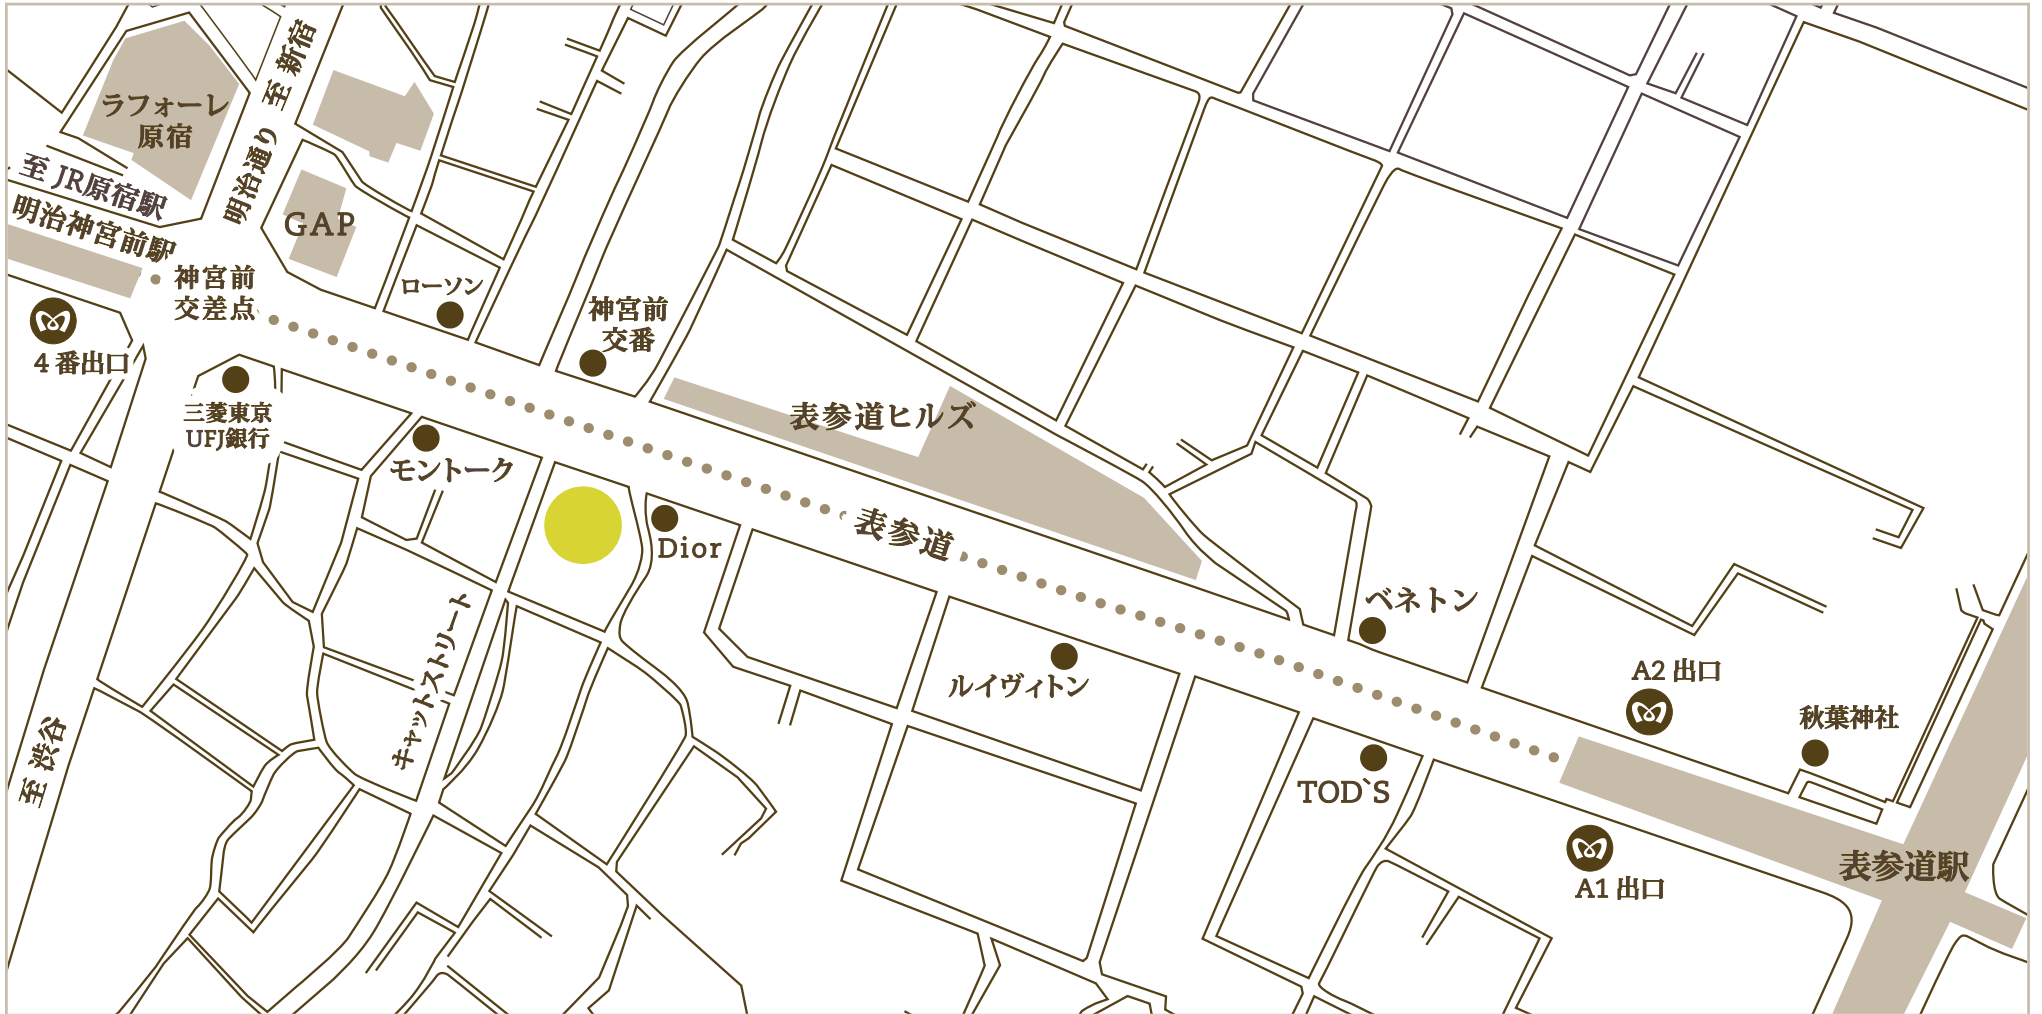 ラフォーレ
原宿
至 新宿
明治通り
至 JR原宿駅
明治神宮前駅
GAP
神宮前
交差点
4 番出口
ローソン
神宮前
交番
三菱東京
UFJ銀行
モントーク
表参道ヒルズ
表参道
Dior
キャットストリート
至 渋谷
ベネトン
ルイヴィトン
A2 出口
秋葉神社
TOD`S
A1 出口
表参道駅